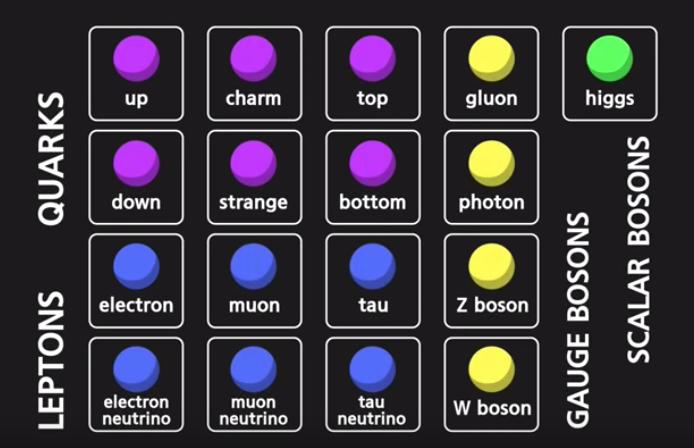 QUARKS
LEPTONS
up
charm
top
gluon
higgs
down
strange
bottom
photon
electron
muon
tau
Z boson
electron
neutrino
muon
neutrino
tau
neutrino
W boson
GAUGE BOSONS
SCALAR BOSONS